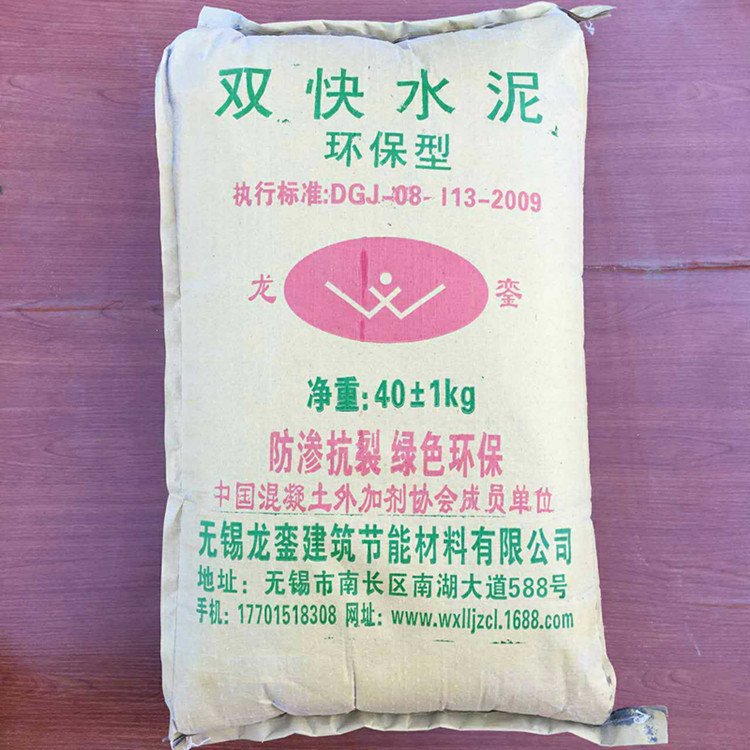 双快水泥
环保型
执行标准:DGJ-08-113-2009
龙 銮
净重:40±1kg
防渗抗裂 绿色环保
中国混凝土外加剂协会成员单位
无锡龙銮建筑节能材料有限公司
地址:无锡市南长区南湖大道588号
手机:17701518308 网址:www.wxlljzcl.1688.com